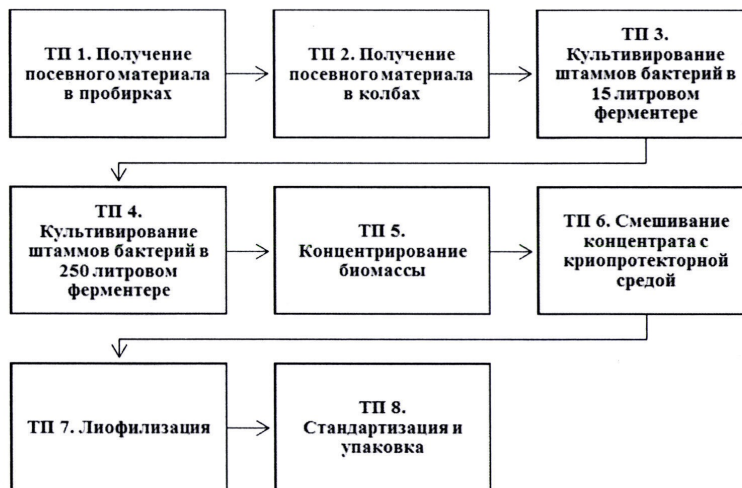 ТП 1. Получение
посевного материала
в пробирках
ТП 2. Получение
посевного материала
в колбах
ТП 3.
Культивирование
штаммов бактерий в
15 литровом
ферментере
ТП 4.
Культивирование
штаммов бактерий в
250 литровом
ферментере
ТП 5.
Концентрирование
биомассы
ТП 6. Смешивание
концентрата с
криопротекторной
средой
ТП 7. Лиофилизация
ТП 8.
Стандартизация и
упаковка